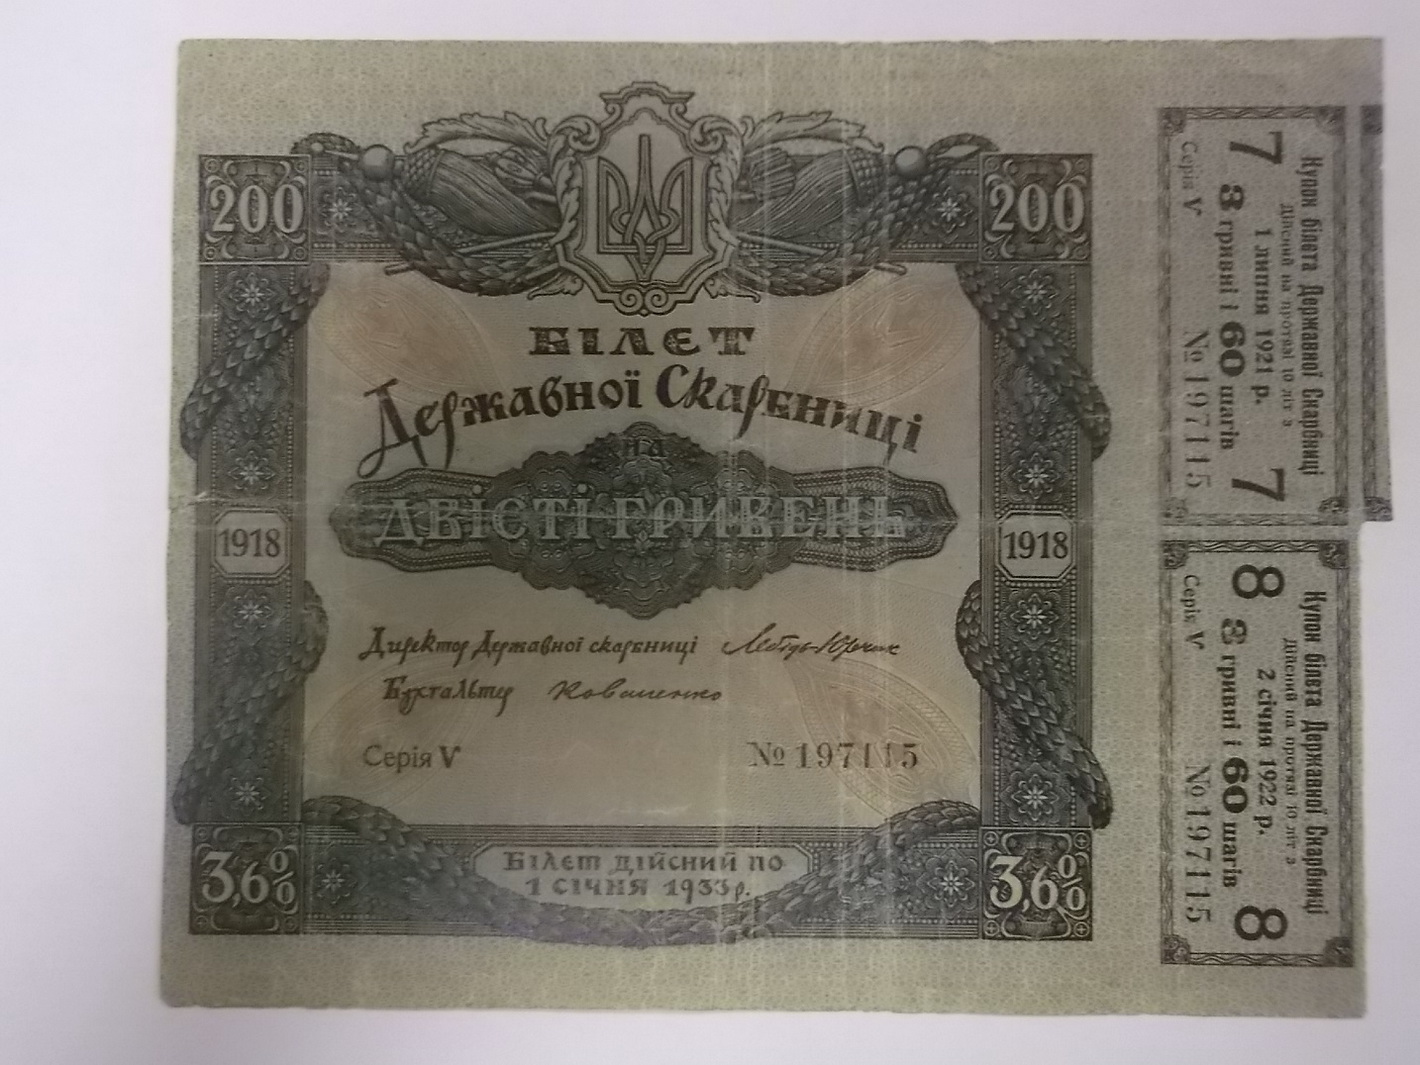 200
200
БІЛЄТ
Державної Скарбниці
на
ДВІСТІ ГРИВЕНЬ
1918
1918
Директор Державної скарбниці
Бухгальтер
Серія V
№ 197115
3,6%
3,6%
Білєт дійсний по
1 січня 1933 р.
Купон білета Державної Скарбниці
дійсний на протязі 10 літ з
7 1 липня 1921 р. 7
3 гривні і 60 шагів
Серія V № 197115
Купон білета Державної Скарбниці
дійсний на протязі 10 літ з
8 2 січня 1922 р. 8
3 гривні і 60 шагів
Серія V № 197115